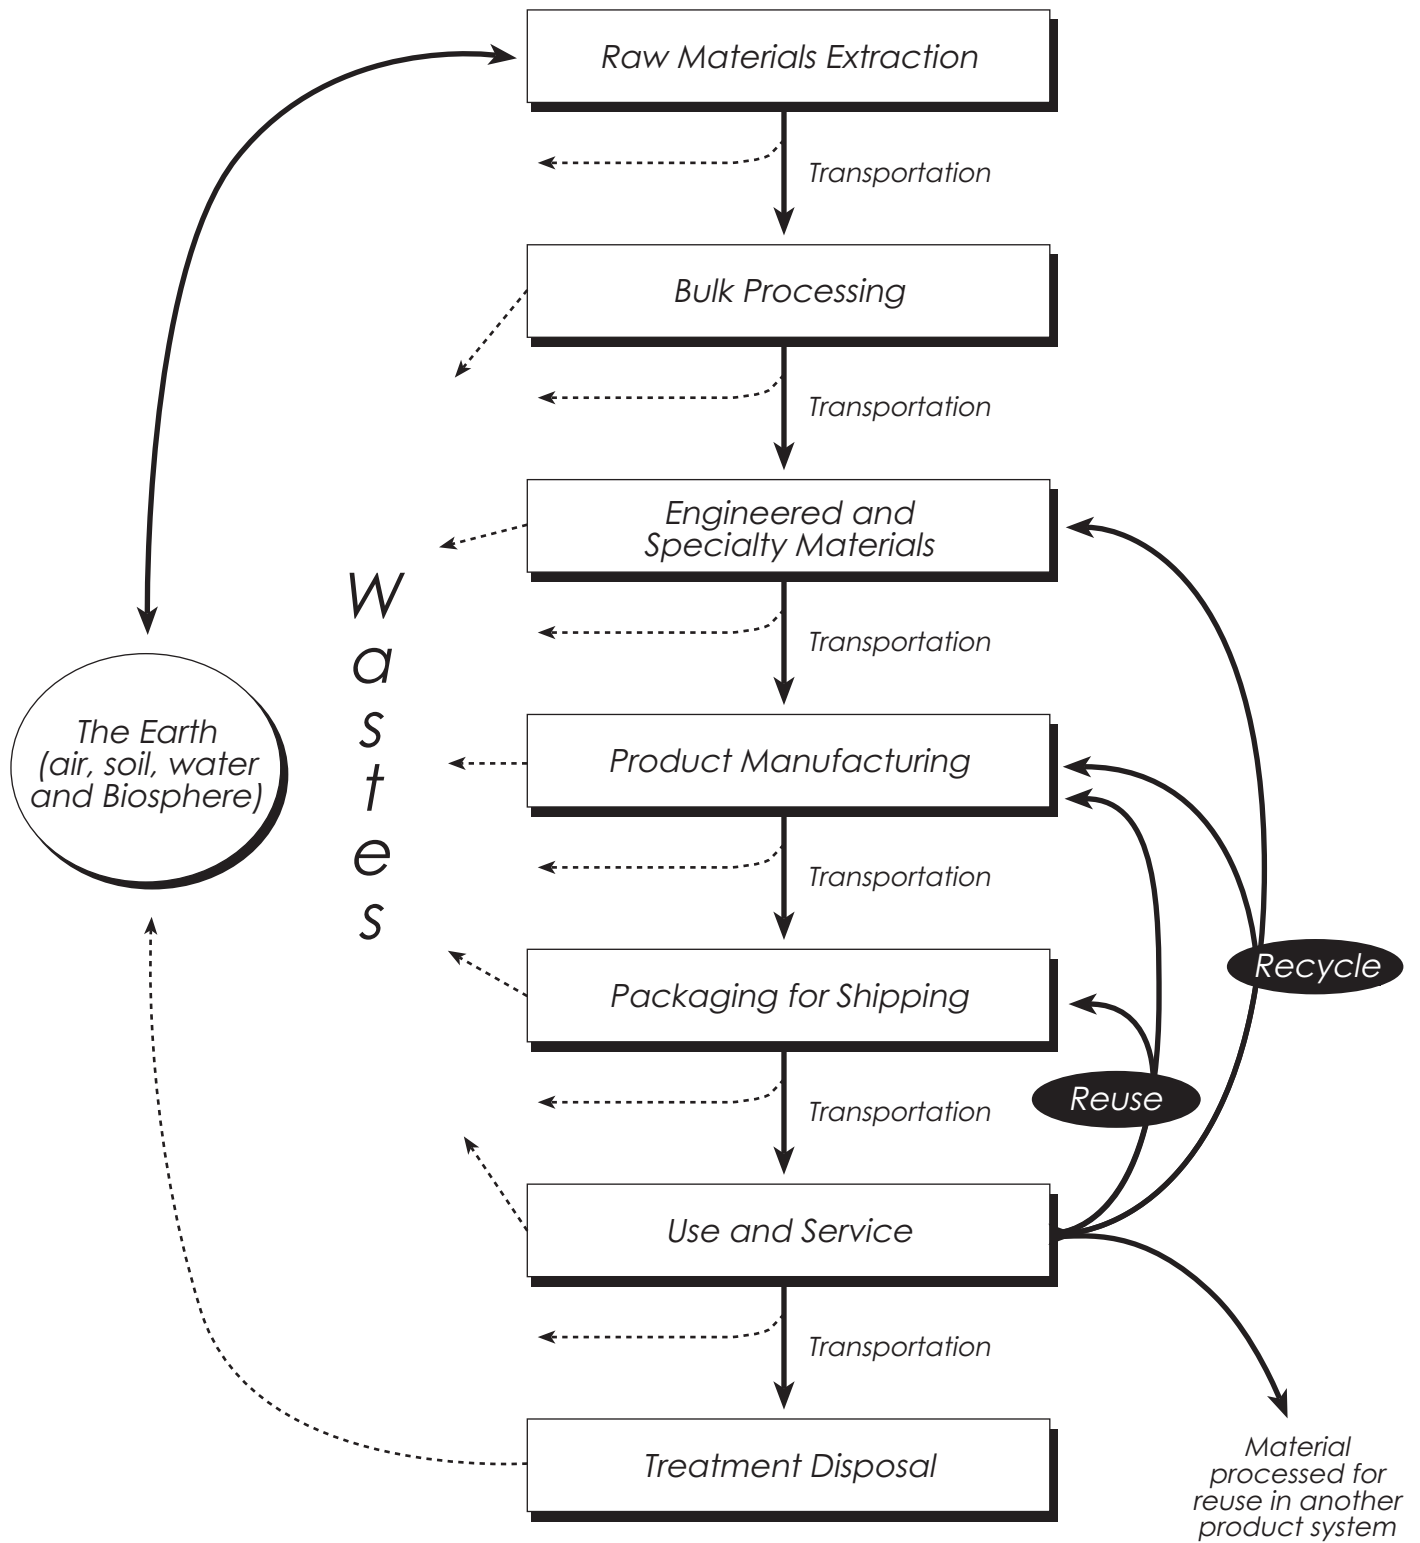 Raw Materials Extraction
Transportation
Bulk Processing
Transportation
Engineered and
Specialty Materials
Transportation
Wastes
The Earth
(air, soil, water
and Biosphere)
Product Manufacturing
Transportation
Recycle
Packaging for Shipping
Reuse
Transportation
Use and Service
Transportation
Treatment Disposal
Material
processed for
reuse in another
product system